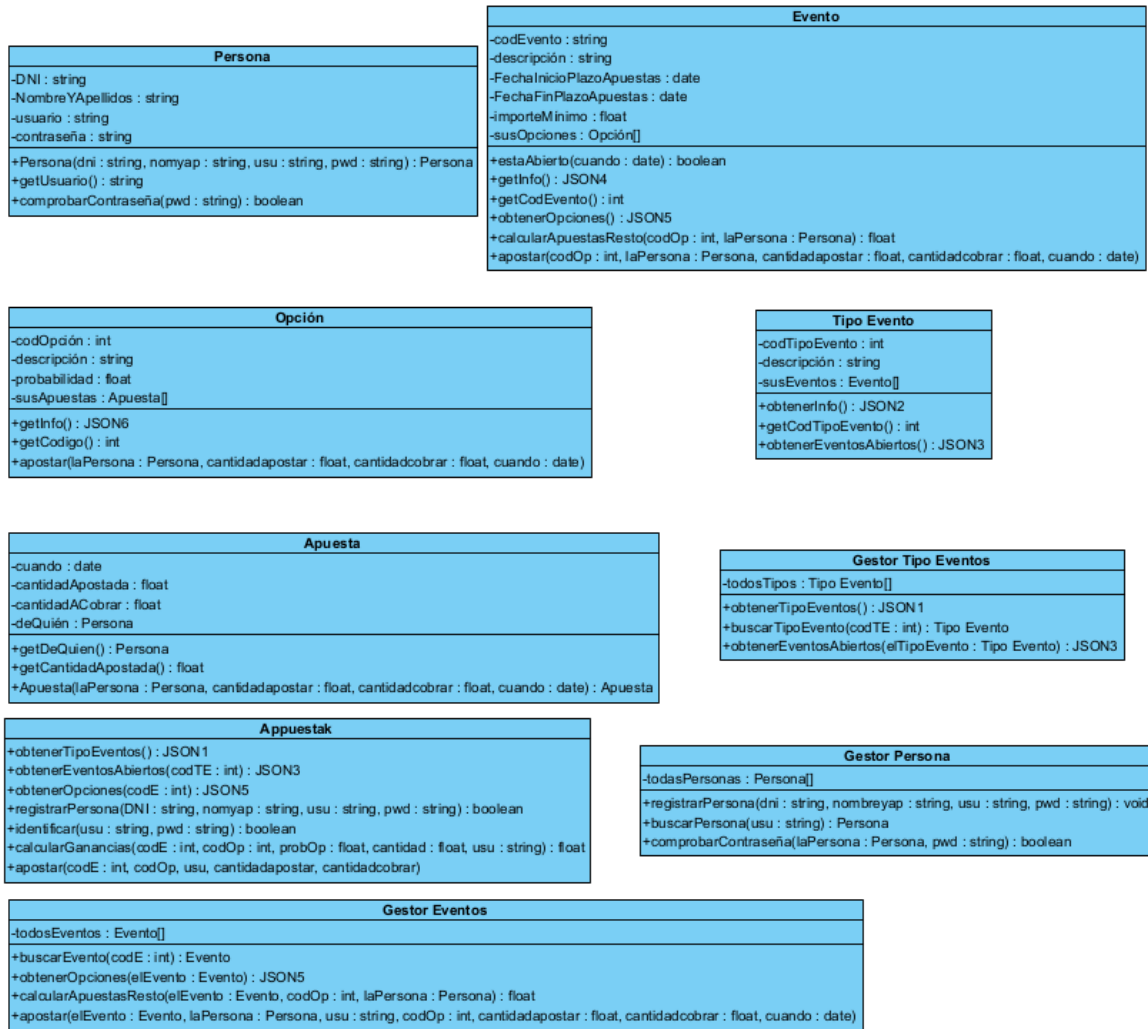 Persona
-DNI : string
-NombreYApellidos : string
-usuario : string
-contraseña : string
+Persona(dni : string, nomyap : string, usu : string, pwd : string) : Persona
+getUsuario() : string
+comprobarContraseña(pwd : string) : boolean
Evento
-codEvento : string
-descripción : string
-FechaInicioPlazoApuestas : date
-FechaFinPlazoApuestas : date
-importeMínimo : float
-susOpciones : Opción[]
+estaAbierto(cuando : date) : boolean
+getInfo() : JSON4
+getCodEvento() : int
+obtenerOpciones() : JSON5
+calcularApuestasResto(codOp : int, laPersona : Persona) : float
+apostar(codOp : int, laPersona : Persona, cantidadapostar : float, cantidadcobrar : float, cuando : date)
Opción
-codOpción : int
-descripción : string
-probabilidad : float
-susApuestas : Apuesta[]
+getInfo() : JSON6
+getCodigo() : int
+apostar(laPersona : Persona, cantidadapostar : float, cantidadcobrar : float, cuando : date)
Tipo Evento
-codTipoEvento : int
-descripción : string
-susEventos : Evento[]
+obtenerInfo() : JSON2
+getCodTipoEvento() : int
+obtenerEventosAbiertos() : JSON3
Apuesta
-cuando : date
-cantidadApostada : float
-cantidadACobrar : float
-deQuién : Persona
+getDeQuien() : Persona
+getCantidadApostada() : float
+Apuesta(laPersona : Persona, cantidadapostar : float, cantidadcobrar : float, cuando : date) : Apuesta
Gestor Tipo Eventos
-todosTipos : Tipo Evento[]
+obtenerTipoEventos() : JSON1
+buscarTipoEvento(codTE : int) : Tipo Evento
+obtenerEventosAbiertos(elTipoEvento : Tipo Evento) : JSON3
Appuestak
+obtenerTipoEventos() : JSON1
+obtenerEventosAbiertos(codTE : int) : JSON3
+obtenerOpciones(codE : int) : JSON5
+registrarPersona(DNI : string, nomyap : string, usu : string, pwd : string) : boolean
+identificar(usu : string, pwd : string) : boolean
+calcularGanancias(codE : int, codOp : int, probOp : float, cantidad : float, usu : string) : float
+apostar(codE : int, codOp, usu, cantidadapostar, cantidadcobrar)
Gestor Persona
-todasPersonas : Persona[]
+registrarPersona(dni : string, nombreyap : string, usu : string, pwd : string) : void
+buscarPersona(usu : string) : Persona
+comprobarContraseña(laPersona : Persona, pwd : string) : boolean
Gestor Eventos
-todosEventos : Evento[]
+buscarEvento(codE : int) : Evento
+obtenerOpciones(elEvento : Evento) : JSON5
+calcularApuestasResto(elEvento : Evento, codOp : int, laPersona : Persona) : float
+apostar(elEvento : Evento, laPersona : Persona, usu : string, codOp : int, cantidadapostar : float, cantidadcobrar : float, cuando : date)